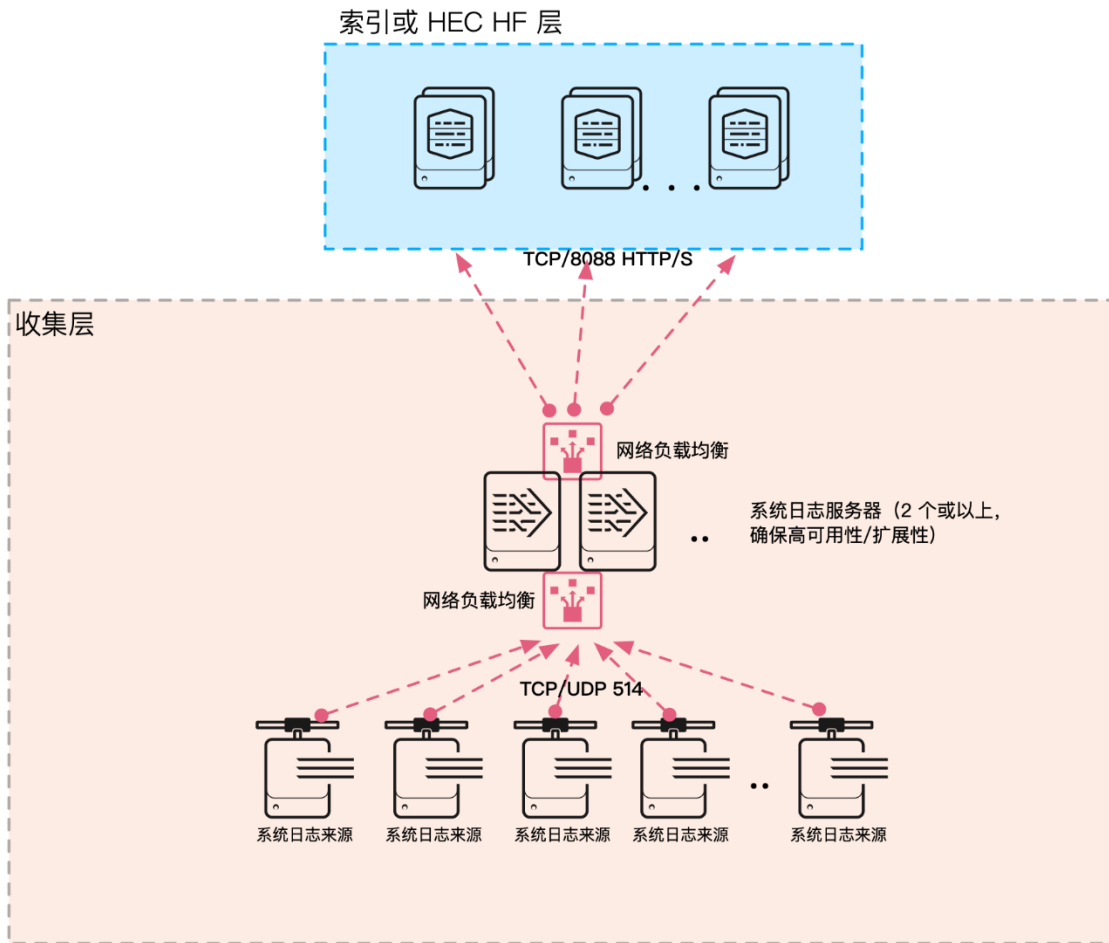 索引或 HEC HF 层
TCP/8088 HTTP/S
收集层
网络负载均衡
系统日志服务器（2 个或以上，
确保高可用性/扩展性）
网络负载均衡
TCP/UDP 514
系统日志来源
系统日志来源
系统日志来源
系统日志来源
系统日志来源